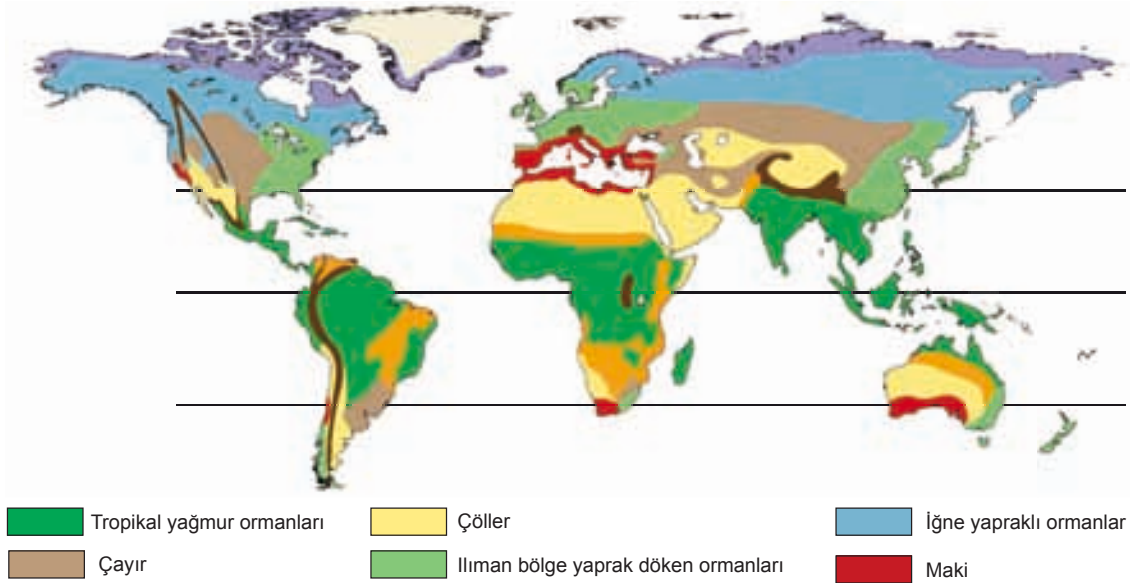 Tropikal yağmur ormanları
Çöller
İğne yapraklı ormanlar
Çayır
Ilıman bölge yaprak döken ormanları
Maki